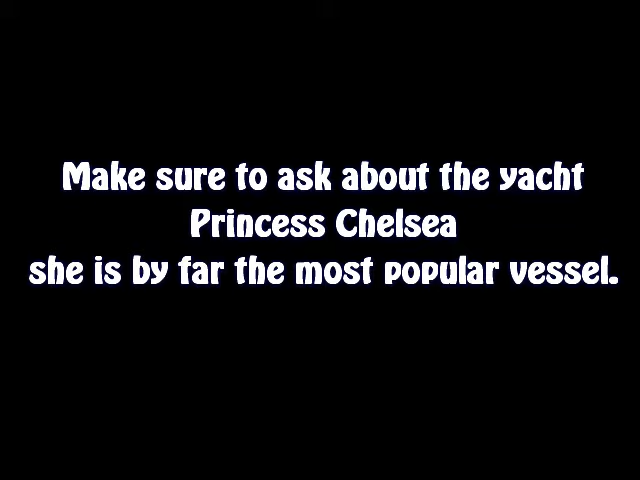 Make sure to ask about the yacht
Princess Chelsea
she is by far the most popular vessel.